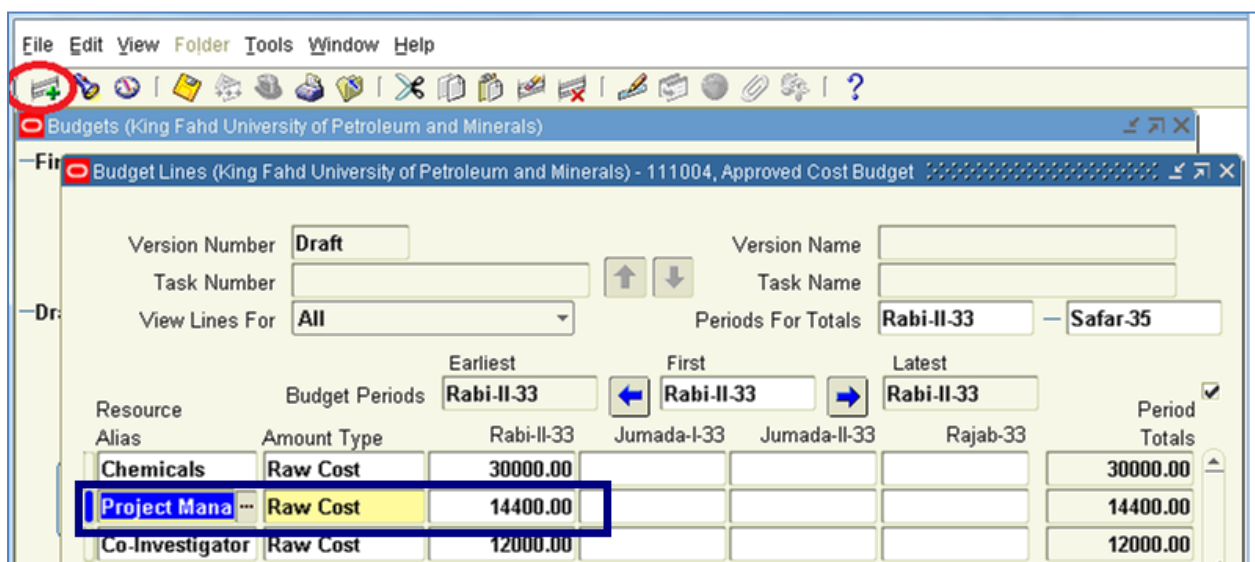 File Edit View Folder Tools Window Help
?
Budgets (King Fahd University of Petroleum and Minerals)
Budget Lines (King Fahd University of Petroleum and Minerals) - 111004, Approved Cost Budget
Version Number Draft Version Name
Task Number Task Name
View Lines For All Periods For Totals Rabi-II-33 – Safar-35
Earliest First Latest
Budget Periods Rabi-II-33 Rabi-II-33 Rabi-II-33
Resource Period
Alias Amount Type Rabi-II-33 Jumada-I-33 Jumada-II-33 Rajab-33 Totals
Chemicals Raw Cost 30000.00 30000.00
Project Mana ... Raw Cost 14400.00 14400.00
Co-Investigator Raw Cost 12000.00 12000.00